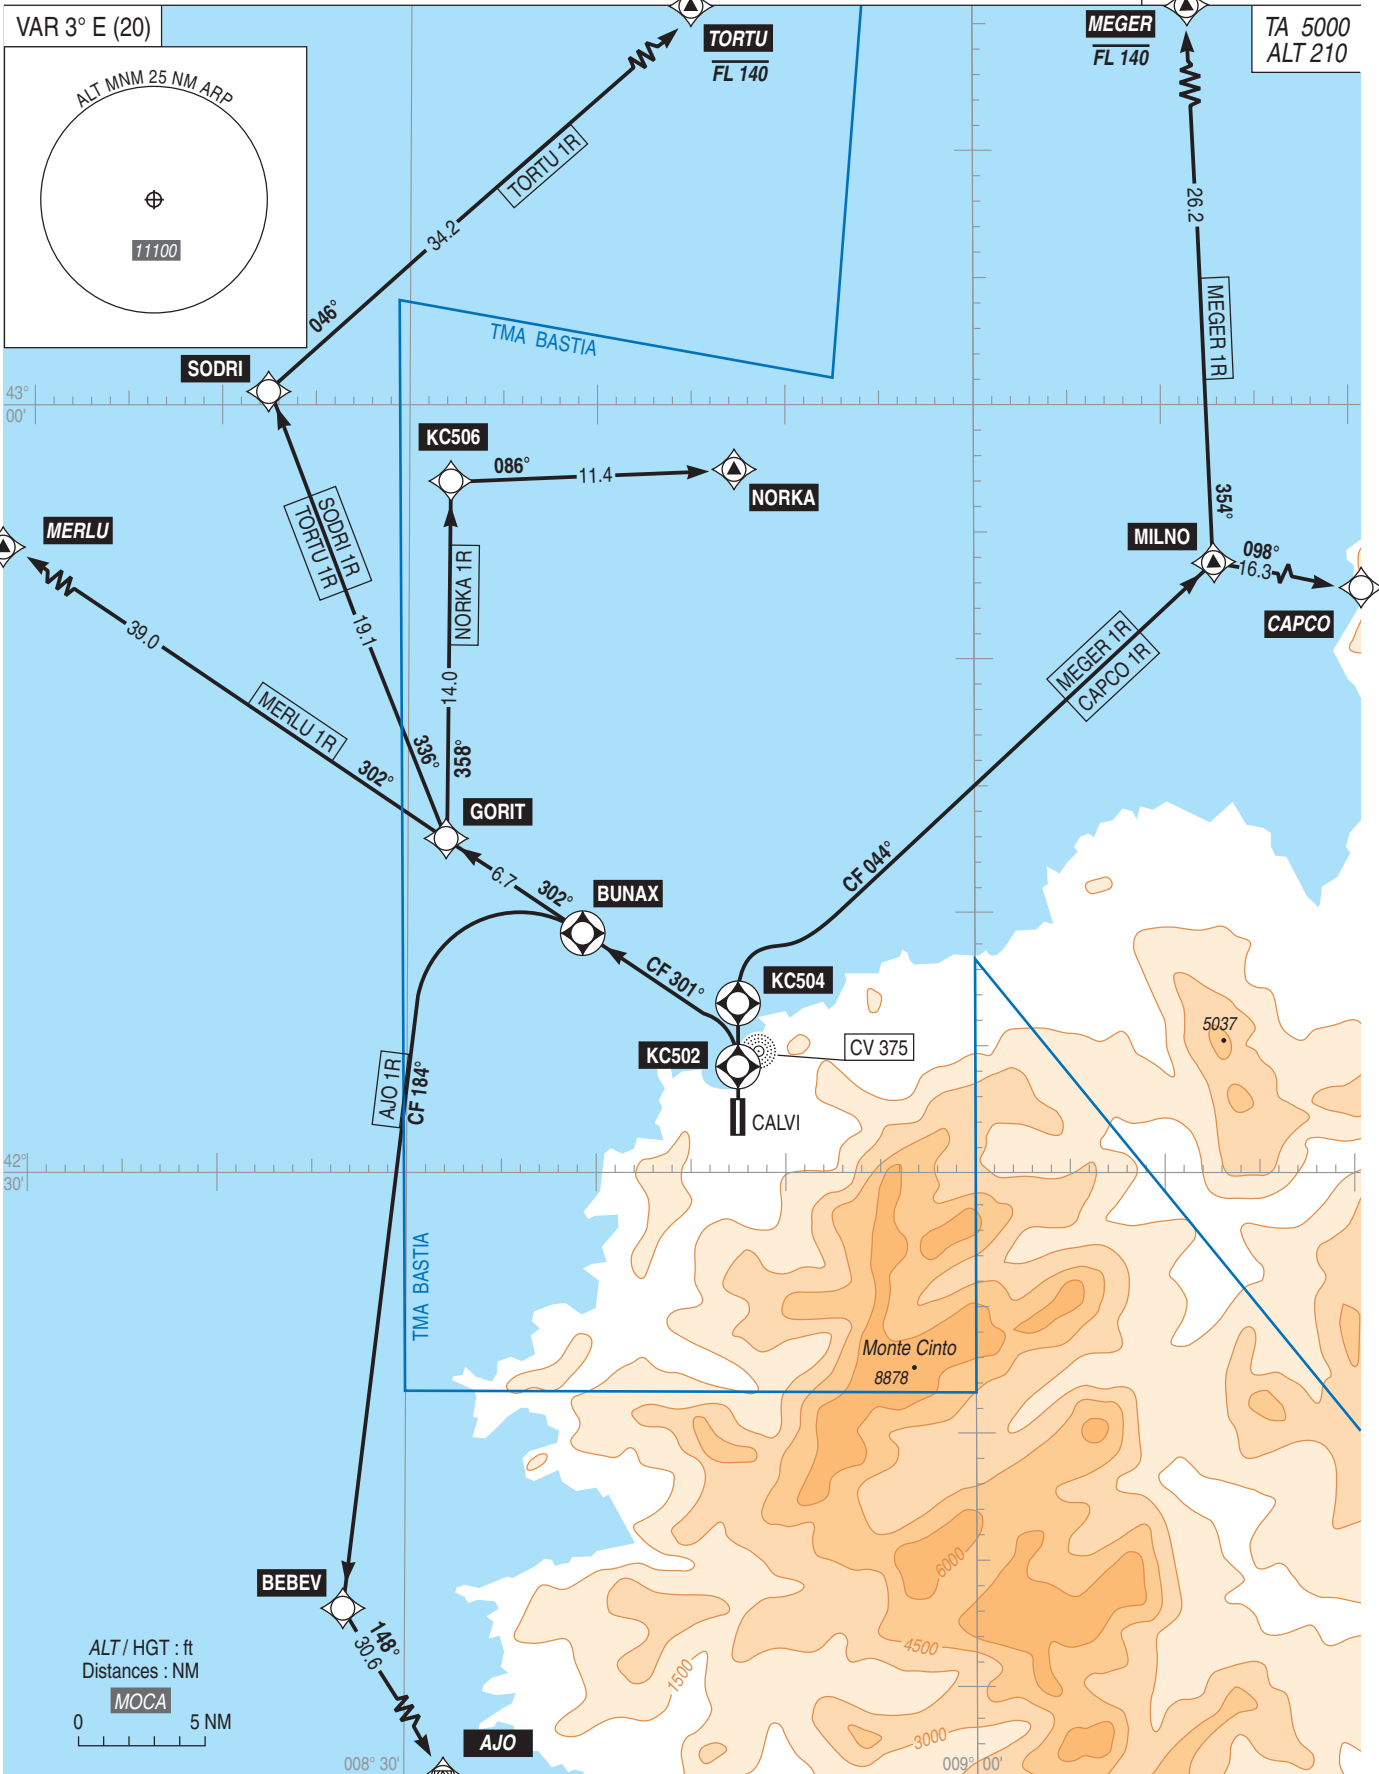 VAR 3° E (20)
ALT MNM 25 NM ARP
11100
TORTU
FL 140
MEGER
FL 140
TA 5000
ALT 210
TORTU 1R
34.2
046°
26.2
MEGER 1R
TMA BASTIA
SODRI
43°
00'
KC506
086°
11.4
NORKA
354°
MILNO
098°
16.3
CAPCO
MERLU
SODRI 1R
TORTU 1R
NORKA 1R
39.0
19.1
14.0
MEGER 1R
CAPCO 1R
MERLU 1R
302°
336°
358°
GORIT
6.7
302°
BUNAX
CF 044°
CF 301°
KC504
KC502
CV 375
CALVI
5037
AJO 1R
CF 184°
42°
30'
TMA BASTIA
Monte Cinto
8878
6000
BEBEV
148°
30.6
4500
1500
3000
ALT / HGT : ft
Distances : NM
MOCA
0 5 NM
AJO
008° 30'
009° 00'